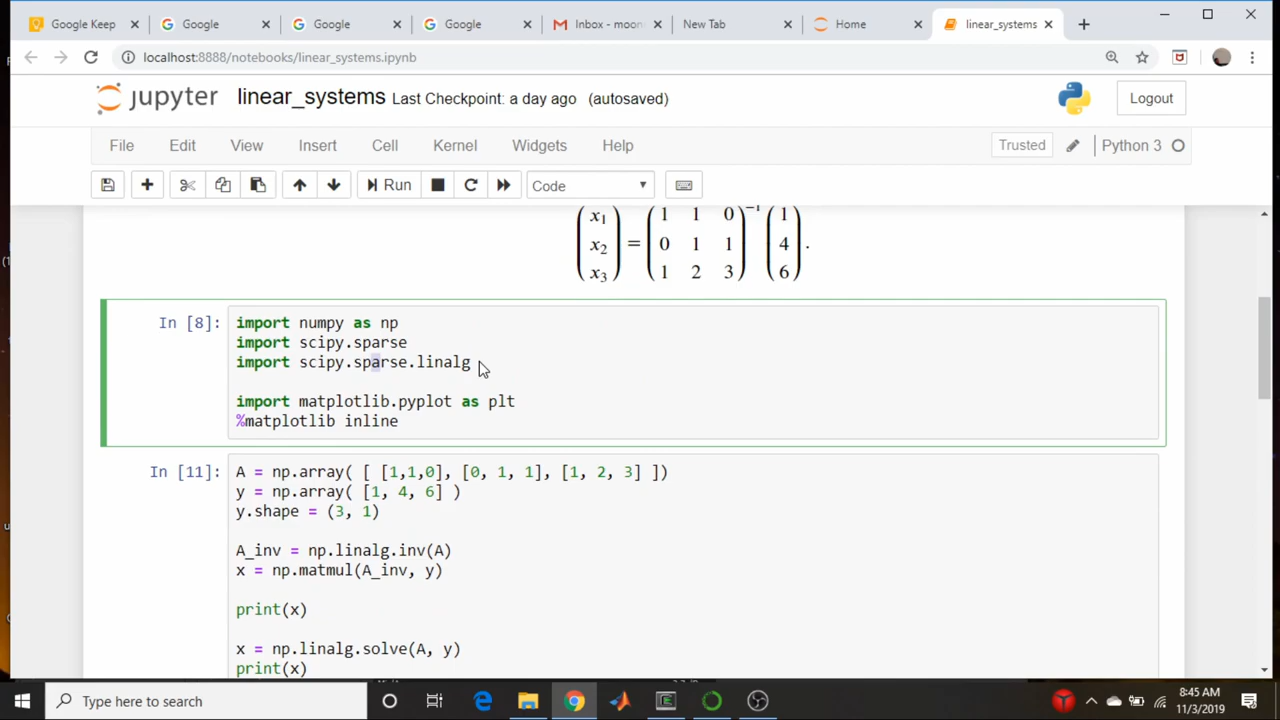 Google Keep
Google
Google
Google
Inbox - moon
New Tab
Home
linear_systems
localhost:8888/notebooks/linear_systems.ipynb
jupyter linear_systems Last Checkpoint: a day ago (autosaved)
Logout
File Edit View Insert Cell Kernel Widgets Help
Trusted
Python 3
Run
Code
x1 1 1 0 −1 1
x2 = 0 1 1 4 .
x3 1 2 3 6
In [8]:
import numpy as np
import scipy.sparse
import scipy.sparse.linalg
import matplotlib.pyplot as plt
%matplotlib inline
In [11]:
A = np.array( [ [1,1,0], [0, 1, 1], [1, 2, 3] ])
y = np.array( [1, 4, 6] )
y.shape = (3, 1)
A_inv = np.linalg.inv(A)
x = np.matmul(A_inv, y)
print(x)
x = np.linalg.solve(A, y)
print(x)
Type here to search
8:45 AM
11/3/2019